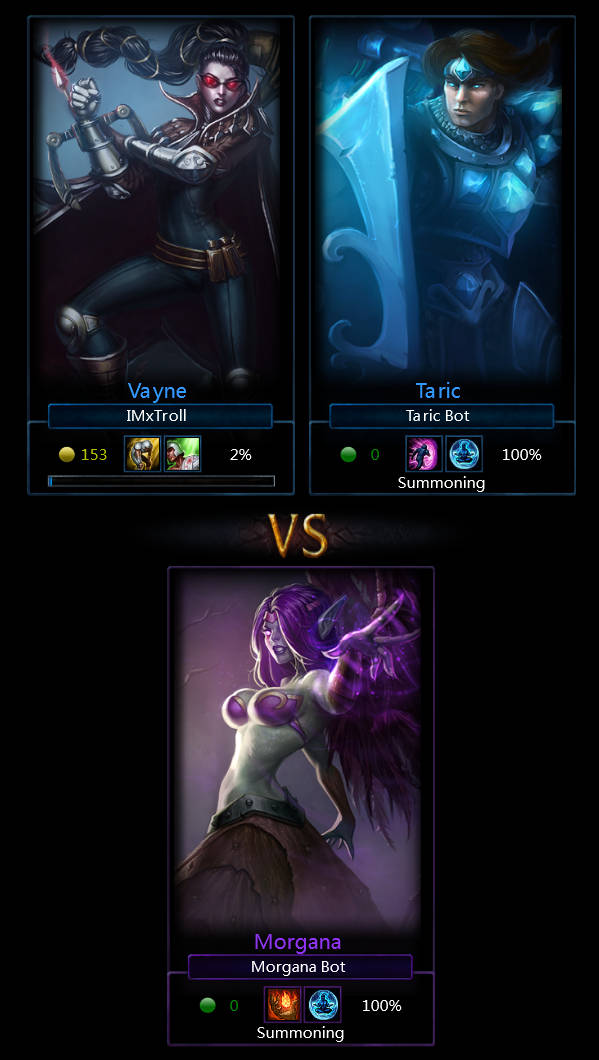 Vayne
IMxTroll
153 2%
Taric
Taric Bot
0 100%
Summoning
VS
Morgana
Morgana Bot
0 100%
Summoning